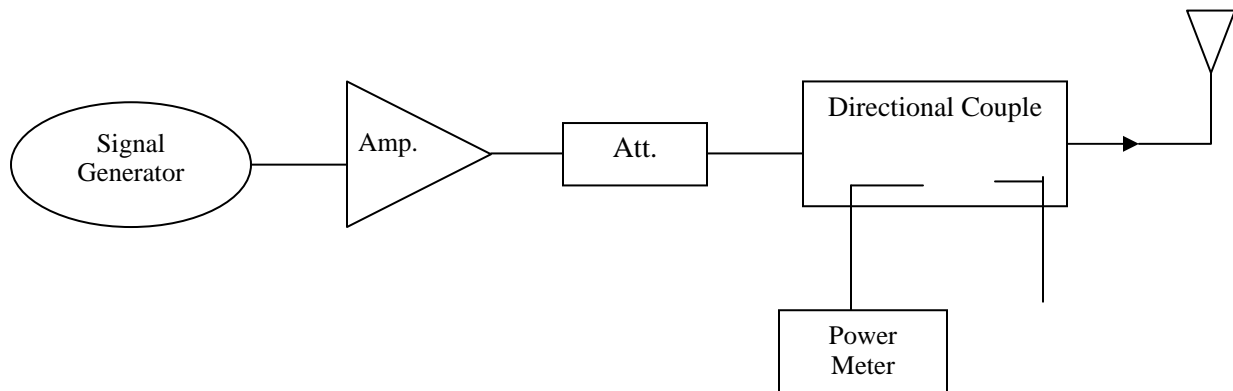 Signal
Generator
Amp.
Att.
Directional Couple
Power
Meter